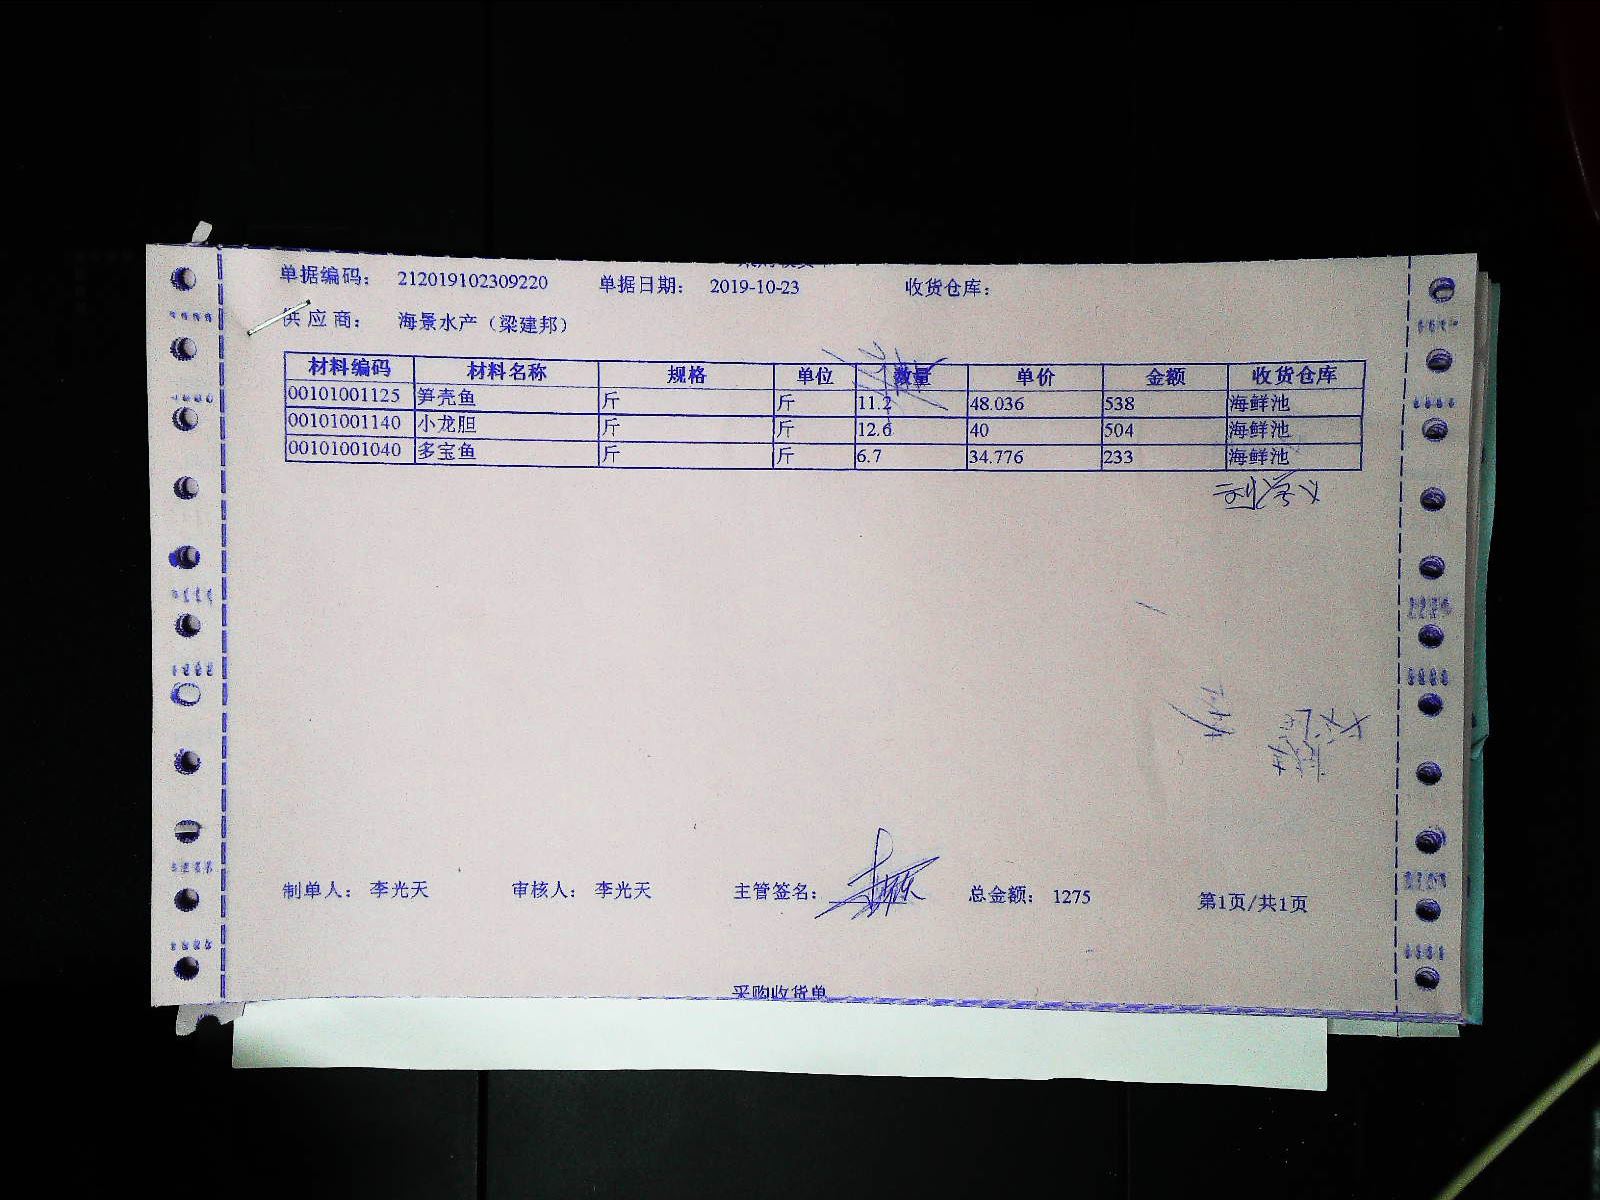 单据编码： 212019102309220 单据日期： 2019-10-23 收货仓库：
供应商： 海景水产（梁建邦）
材料编码 材料名称 规格 单位 数量 单价 金额 收货仓库
00101001125 笋壳鱼 斤 斤 11.2 48.036 538 海鲜池
00101001140 小龙胆 斤 斤 12.6 40 504 海鲜池
00101001040 多宝鱼 斤 斤 6.7 34.776 233 海鲜池
制单人： 李光天 审核人： 李光天 主管签名： 总金额： 1275 第1页/共1页
采购收货单